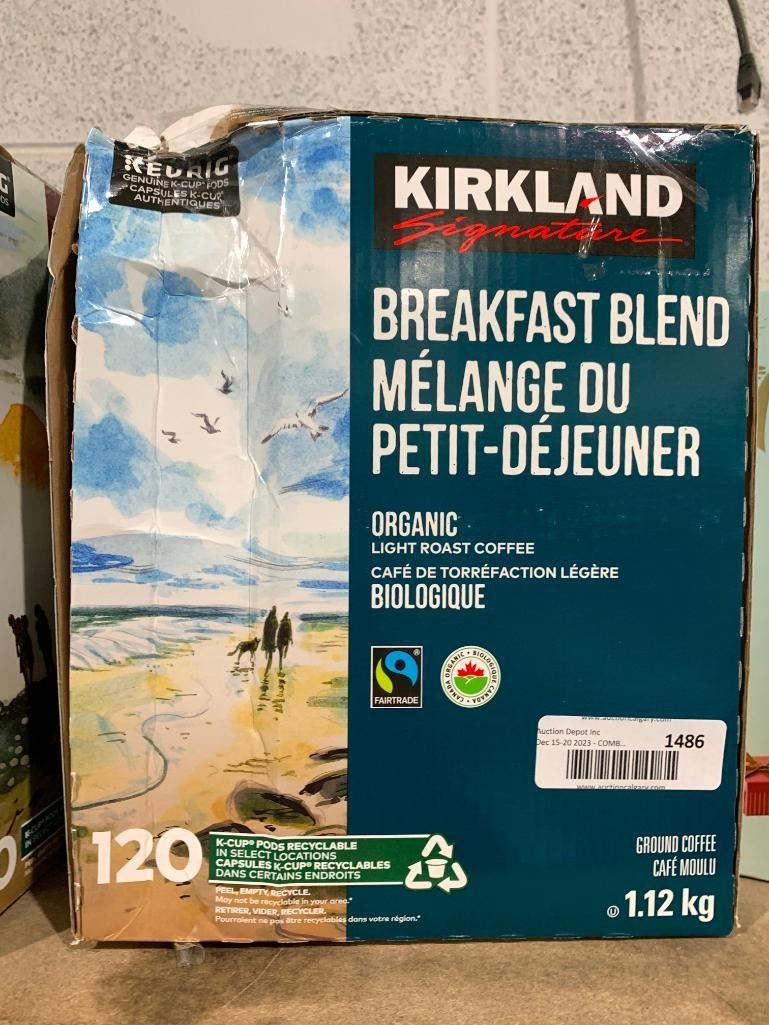 KEURIG
GENUINE K-CUP® PODS
CAPSULES K-CUP
AUTHENTIQUES
KIRKLAND
Signature
BREAKFAST BLEND
MÉLANGE DU
PETIT-DÉJEUNER
ORGANIC
LIGHT ROAST COFFEE
CAFÉ DE TORRÉFACTION LÉGÈRE
BIOLOGIQUE
FAIRTRADE
CANADA ORGANIC • BIOLOGIQUE CANADA
www.auctioncalgary.com
Auction Depot Inc
Dec 15-20 2023 - COMB...
1486
www.auctioncalgary.com
120
K-CUP® PODS RECYCLABLE
IN SELECT LOCATIONS
CAPSULES K-CUP® RECYCLABLES
DANS CERTAINS ENDROITS
PEEL, EMPTY, RECYCLE.
May not be recyclable in your area.*
RETIRER, VIDER, RECYCLER.
Pourraient ne pas être recyclables dans votre région.*
GROUND COFFEE
CAFÉ MOULU
U 1.12 kg